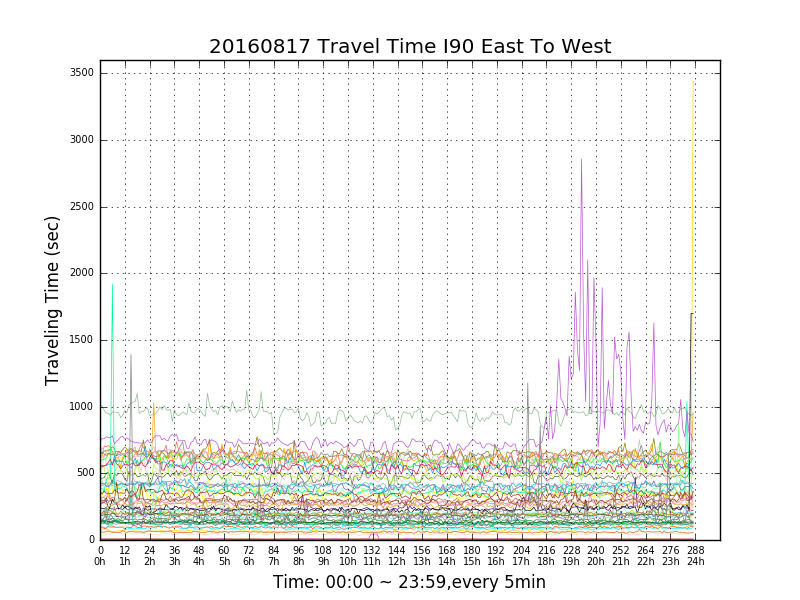 20160817 Travel Time I90 East To West
Traveling Time (sec)
3500
3000
2500
2000
1500
1000
500
0
0 12 24 36 48 60 72 84 96 108 120 132 144 156 168 180 192 204 216 228 240 252 264 276 288
0h 1h 2h 3h 4h 5h 6h 7h 8h 9h 10h 11h 12h 13h 14h 15h 16h 17h 18h 19h 20h 21h 22h 23h 24h
Time: 00:00 ~ 23:59,every 5min